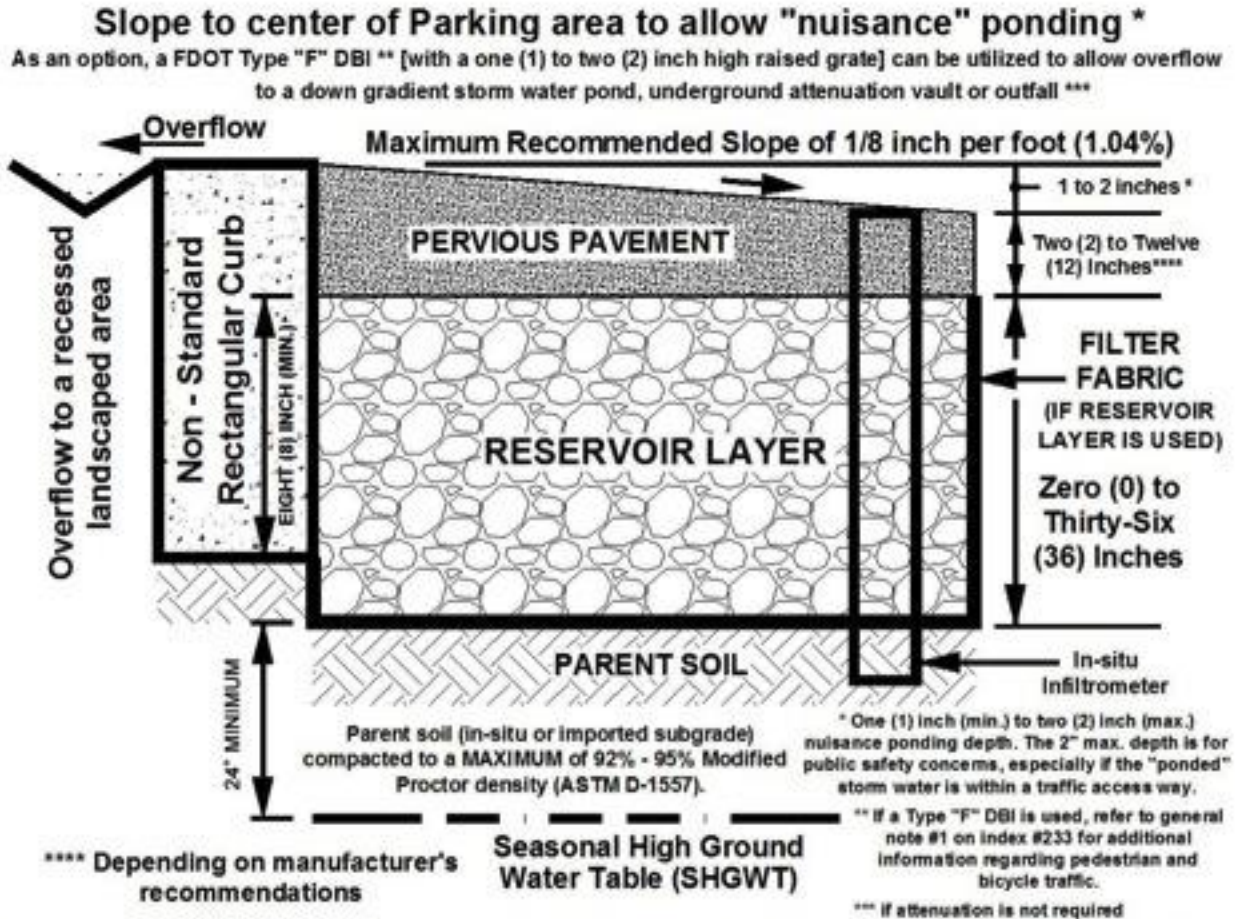 Slope to center of Parking area to allow "nuisance" ponding *
As an option, a FDOT Type "F" DBI ** [with a one (1) to two (2) inch high raised grate] can be utilized to allow overflow
to a down gradient storm water pond, underground attenuation vault or outfall ***
Overflow
Maximum Recommended Slope of 1/8 inch per foot (1.04%)
1 to 2 inches *
PERVIOUS PAVEMENT
Two (2) to Twelve
(12) Inches****
Overflow to a recessed
landscaped area
Non - Standard
Rectangular Curb
EIGHT (8) INCH (MIN.)
RESERVOIR LAYER
FILTER
FABRIC
(IF RESERVOIR
LAYER IS USED)
Zero (0) to
Thirty-Six
(36) Inches
24" MINIMUM
PARENT SOIL
In-situ
Infiltrometer
Parent soil (in-situ or imported subgrade)
compacted to a MAXIMUM of 92% - 95% Modified
Proctor density (ASTM D-1557).
* One (1) inch (min.) to two (2) inch (max.)
nuisance ponding depth. The 2" max. depth is for
public safety concerns, especially if the "ponded"
storm water is within a traffic access way.
** If a Type "F" DBI is used, refer to general
note #1 on Index #233 for additional
information regarding pedestrian and
bicycle traffic.
*** if attenuation is not required
Seasonal High Ground
Water Table (SHGWT)
**** Depending on manufacturer's
recommendations